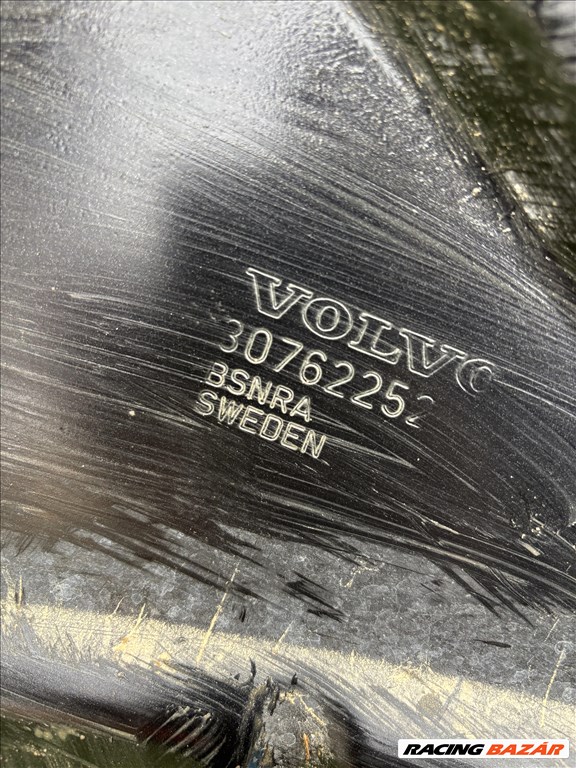 VOLVO
30762252
BSNRA
SWEDEN
RACING BAZÁR